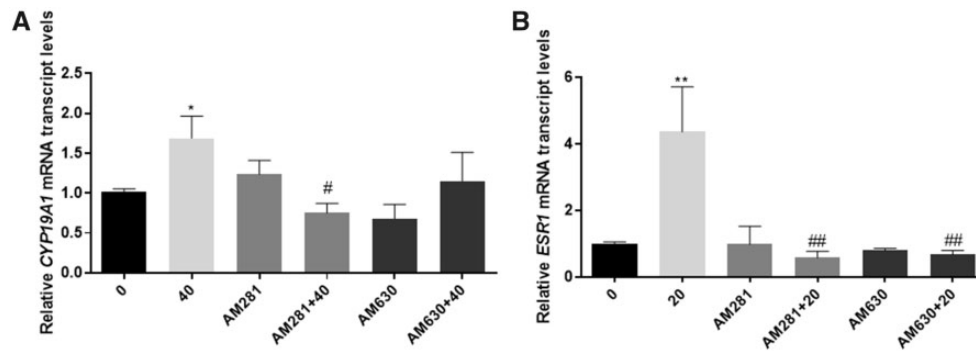 A
Relative CYP19A1 mRNA transcript levels
2.5
2.0
1.5
1.0
0.5
0.0
*
#
0
40
AM281
AM281+40
AM630
AM630+40
B
Relative ESR1 mRNA transcript levels
6
4
2
0
**
##
##
0
20
AM281
AM281+20
AM630
AM630+20